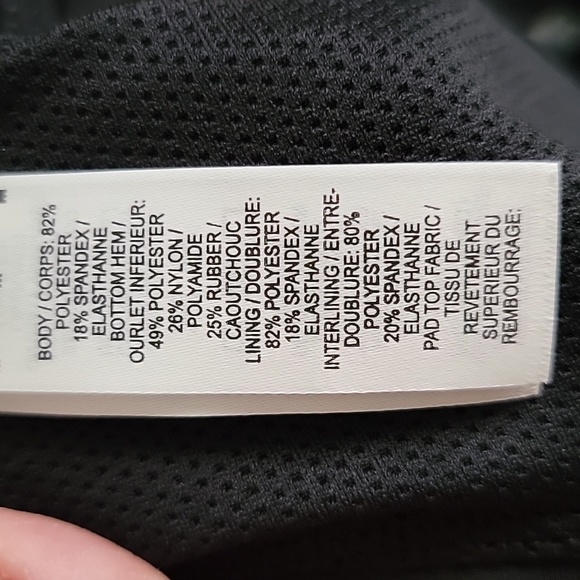 BODY / CORPS: 82%
POLYESTER
18% SPANDEX /
ELASTHANNE
BOTTOM HEM /
OURLET INFERIEUR:
49% POLYESTER
26% NYLON /
POLYAMIDE
25% RUBBER /
CAOUTCHOUC
LINING / DOUBLURE:
82% POLYESTER
18% SPANDEX /
ELASTHANNE
INTERLINING / ENTRE-
DOUBLURE: 80%
POLYESTER
20% SPANDEX /
ELASTHANNE
PAD TOP FABRIC /
TISSU DE
REVETEMENT
SUPERIEUR DU
REMBOURRAGE: